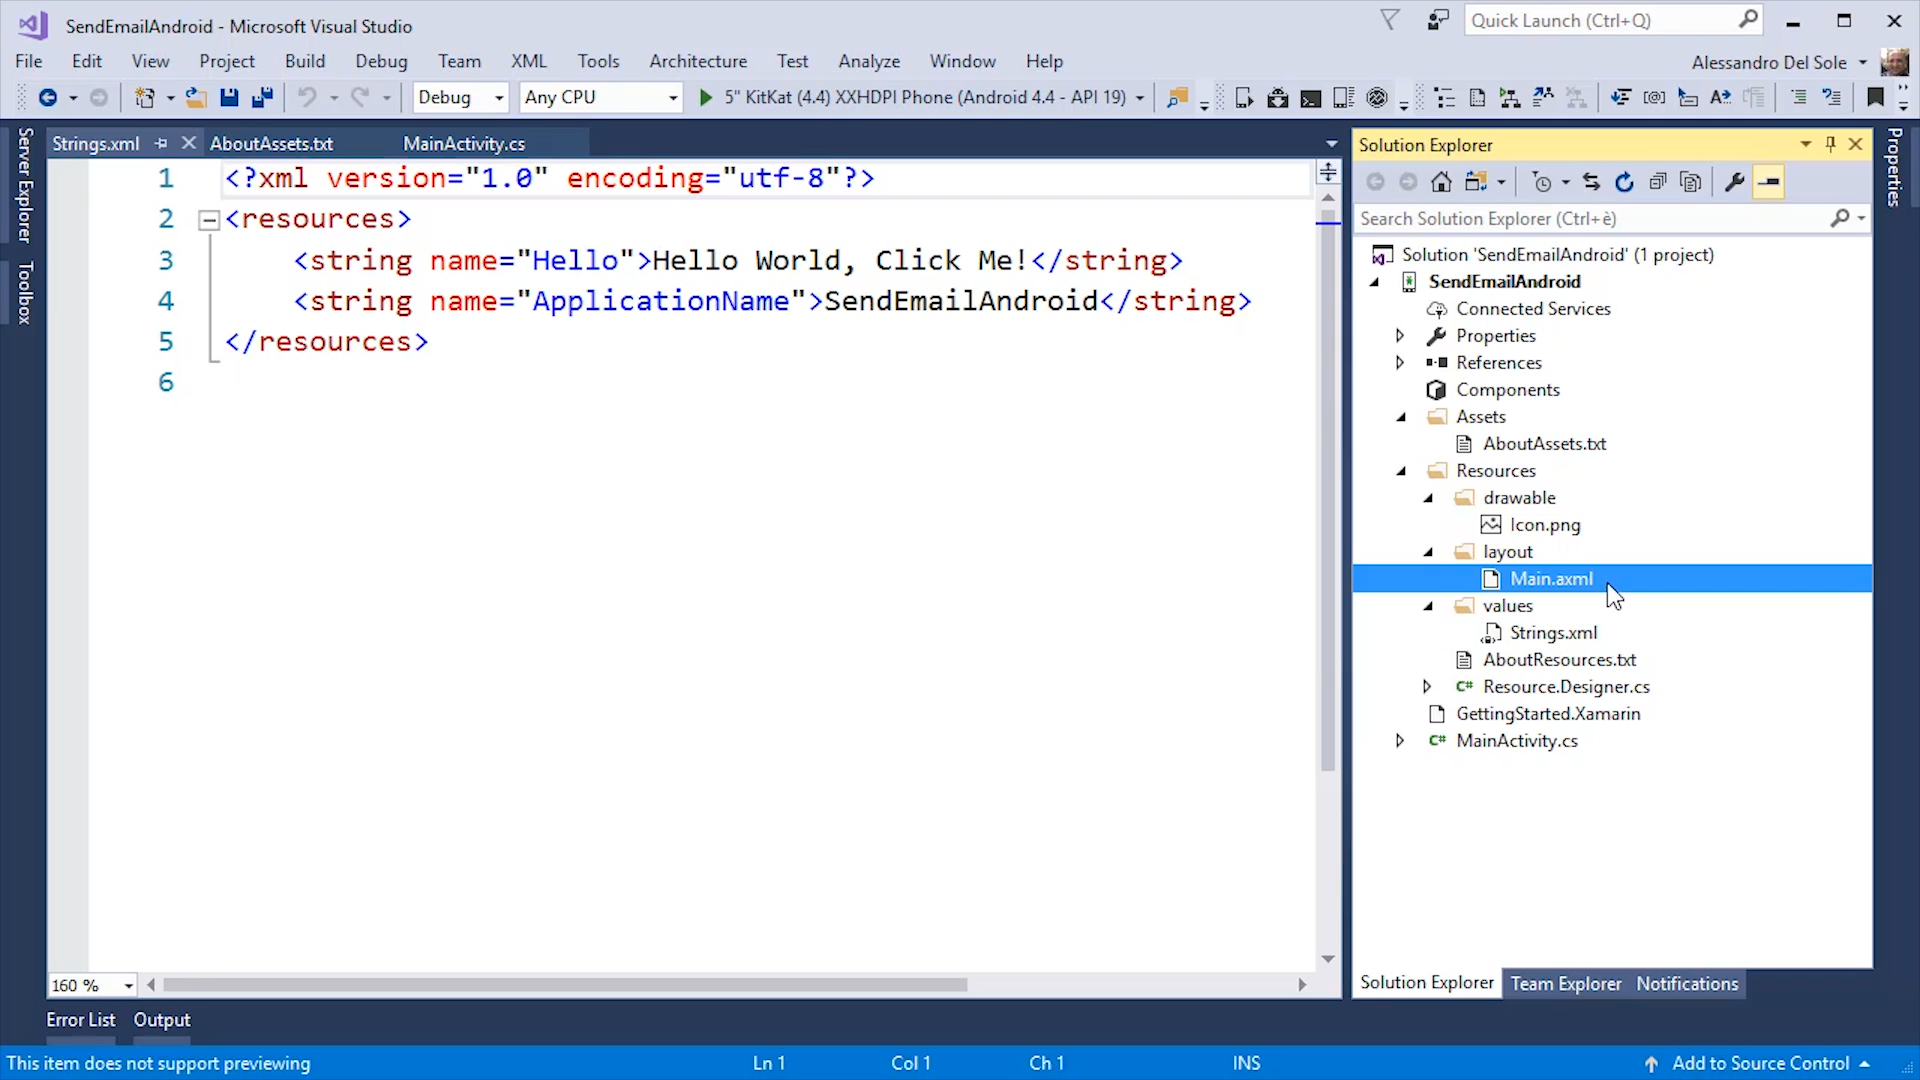 SendEmailAndroid - Microsoft Visual Studio
Quick Launch (Ctrl+Q)
File Edit View Project Build Debug Team XML Tools Architecture Test Analyze Window Help
Alessandro Del Sole
Debug Any CPU 5" KitKat (4.4) XXHDPI Phone (Android 4.4 - API 19)
Server Explorer
Toolbox
Strings.xml AboutAssets.txt MainActivity.cs
1 <?xml version="1.0" encoding="utf-8"?>
2 <resources>
3 <string name="Hello">Hello World, Click Me!</string>
4 <string name="ApplicationName">SendEmailAndroid</string>
5 </resources>
6
160 %
Solution Explorer
Search Solution Explorer (Ctrl+è)
Solution 'SendEmailAndroid' (1 project)
SendEmailAndroid
Connected Services
Properties
References
Components
Assets
AboutAssets.txt
Resources
drawable
Icon.png
layout
Main.axml
values
Strings.xml
AboutResources.txt
C# Resource.Designer.cs
GettingStarted.Xamarin
C# MainActivity.cs
Solution Explorer Team Explorer Notifications
Properties
Error List Output
This item does not support previewing Ln 1 Col 1 Ch 1 INS Add to Source Control